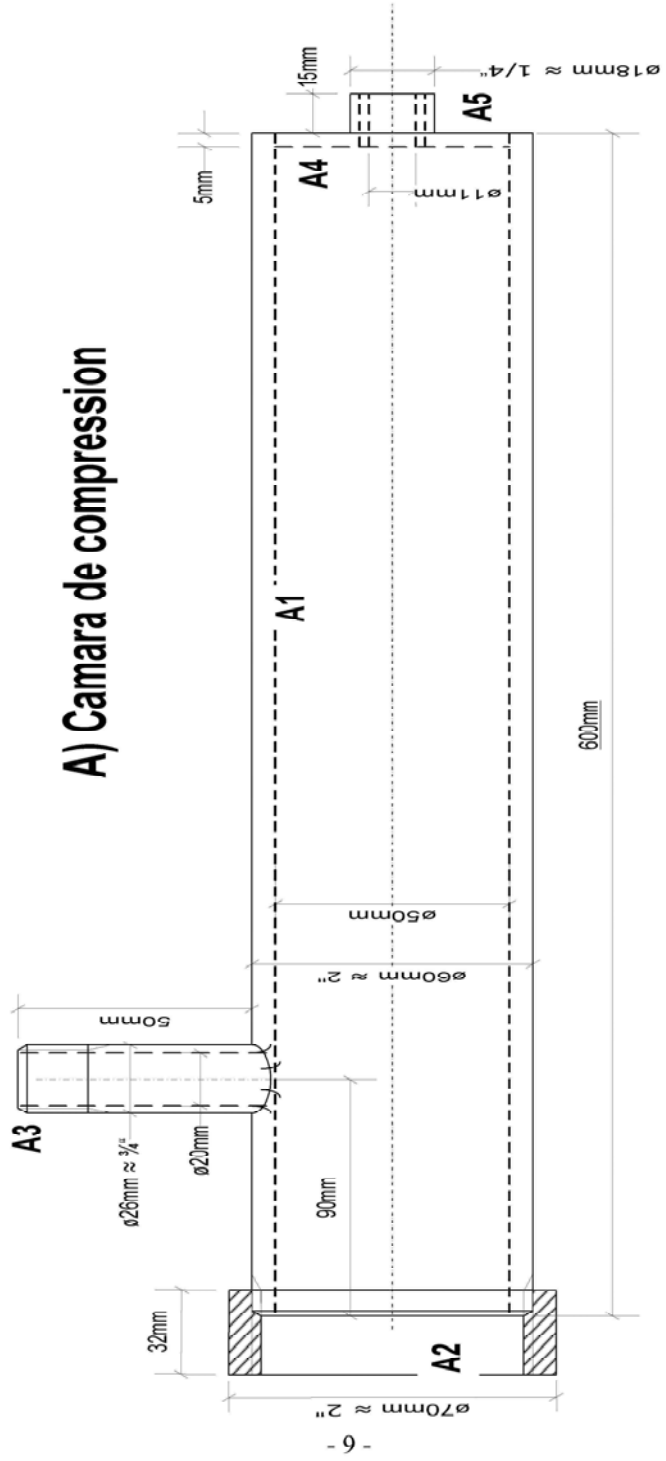 A) Camara de compression
A1
A2
A3
A4
A5
5mm
15mm
ø18mm ≈ 1/4"
ø11mm
600mm
ø50mm
ø60mm ≈ 2"
50mm
ø26mm ≈ ¾"
ø20mm
90mm
32mm
ø70mm ≈ 2"
- 6 -